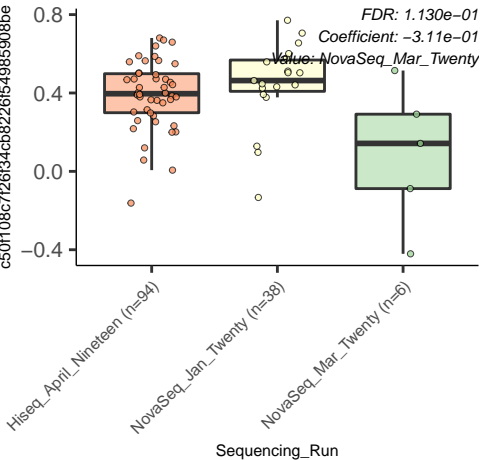 FDR: 1.130e−01
Coefficient: −3.11e−01
Value: NovaSeq_Mar_Twenty
0.8
0.4
0.0
−0.4
Hiseq_April_Nineteen (n=94)
NovaSeq_Jan_Twenty (n=38)
NovaSeq_Mar_Twenty (n=6)
Sequencing_Run